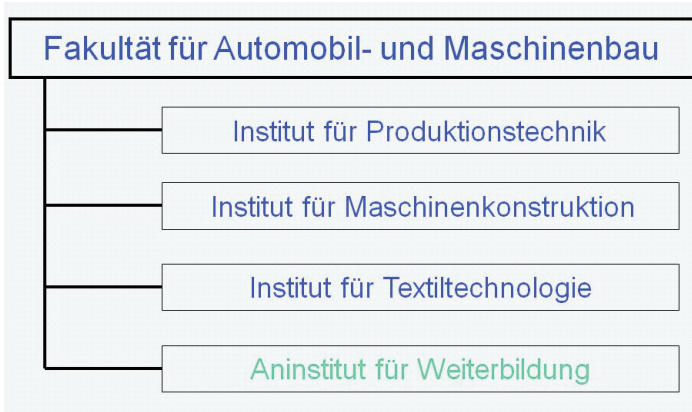 Fakultät für Automobil- und Maschinenbau
Institut für Produktionstechnik
Institut für Maschinenkonstruktion
Institut für Textiltechnologie
Aninstitut für Weiterbildung